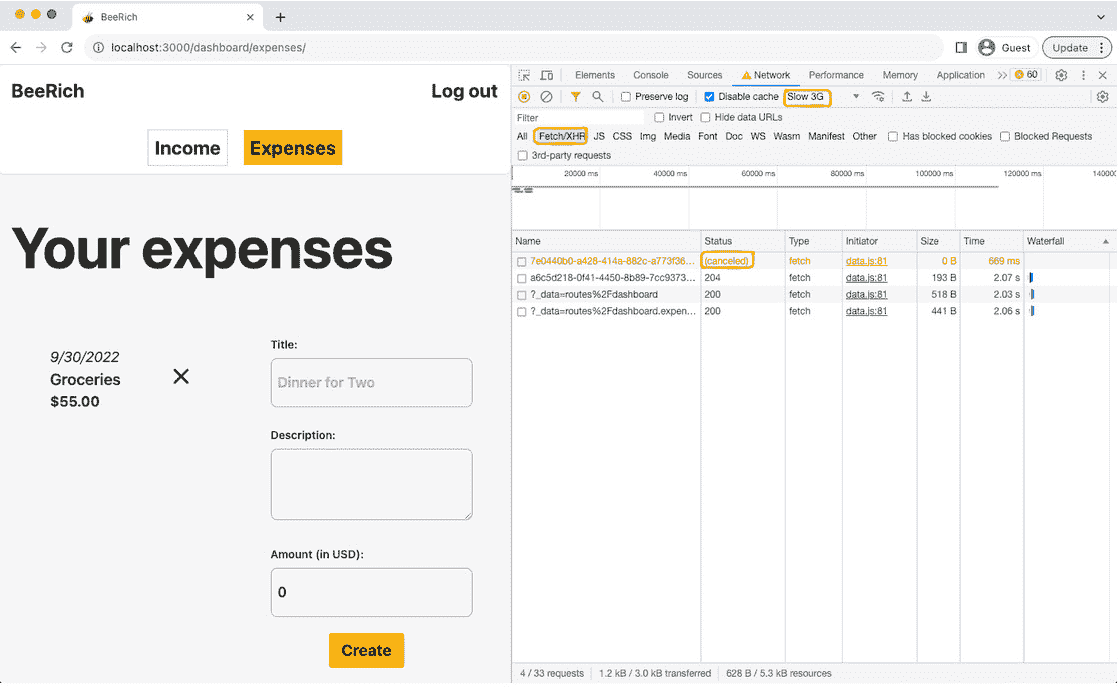 BeeRich
localhost:3000/dashboard/expenses/
Guest
Update
BeeRich
Log out
Income
Expenses
Your expenses
9/30/2022
Groceries
$55.00
Title:
Dinner for Two
Description:
Amount (in USD):
0
Create
Elements Console Sources Network Performance Memory Application 60
Preserve log Disable cache Slow 3G
Filter Invert Hide data URLs
All Fetch/XHR JS CSS Img Media Font Doc WS Wasm Manifest Other Has blocked cookies Blocked Requests
3rd-party requests
20000 ms 40000 ms 60000 ms 80000 ms 100000 ms 120000 ms 14000
Name Status Type Initiator Size Time Waterfall
7e0440b0-a428-414a-882c-a773f36... (canceled) fetch data.js:81 0 B 669 ms
a6c5d218-0f41-4450-8b89-7cc9373... 204 fetch data.js:81 193 B 2.07 s
?_data=routes%2Fdashboard 200 fetch data.js:81 518 B 2.03 s
?_data=routes%2Fdashboard.expen... 200 fetch data.js:81 441 B 2.06 s
4 / 33 requests 1.2 kB / 3.0 kB transferred 628 B / 5.3 kB resources